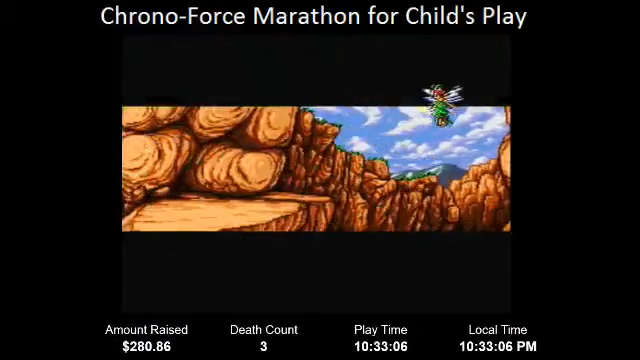 Chrono-Force Marathon for Child's Play
Amount Raised Death Count Play Time Local Time
$280.86 3 10:33:06 10:33:06 PM